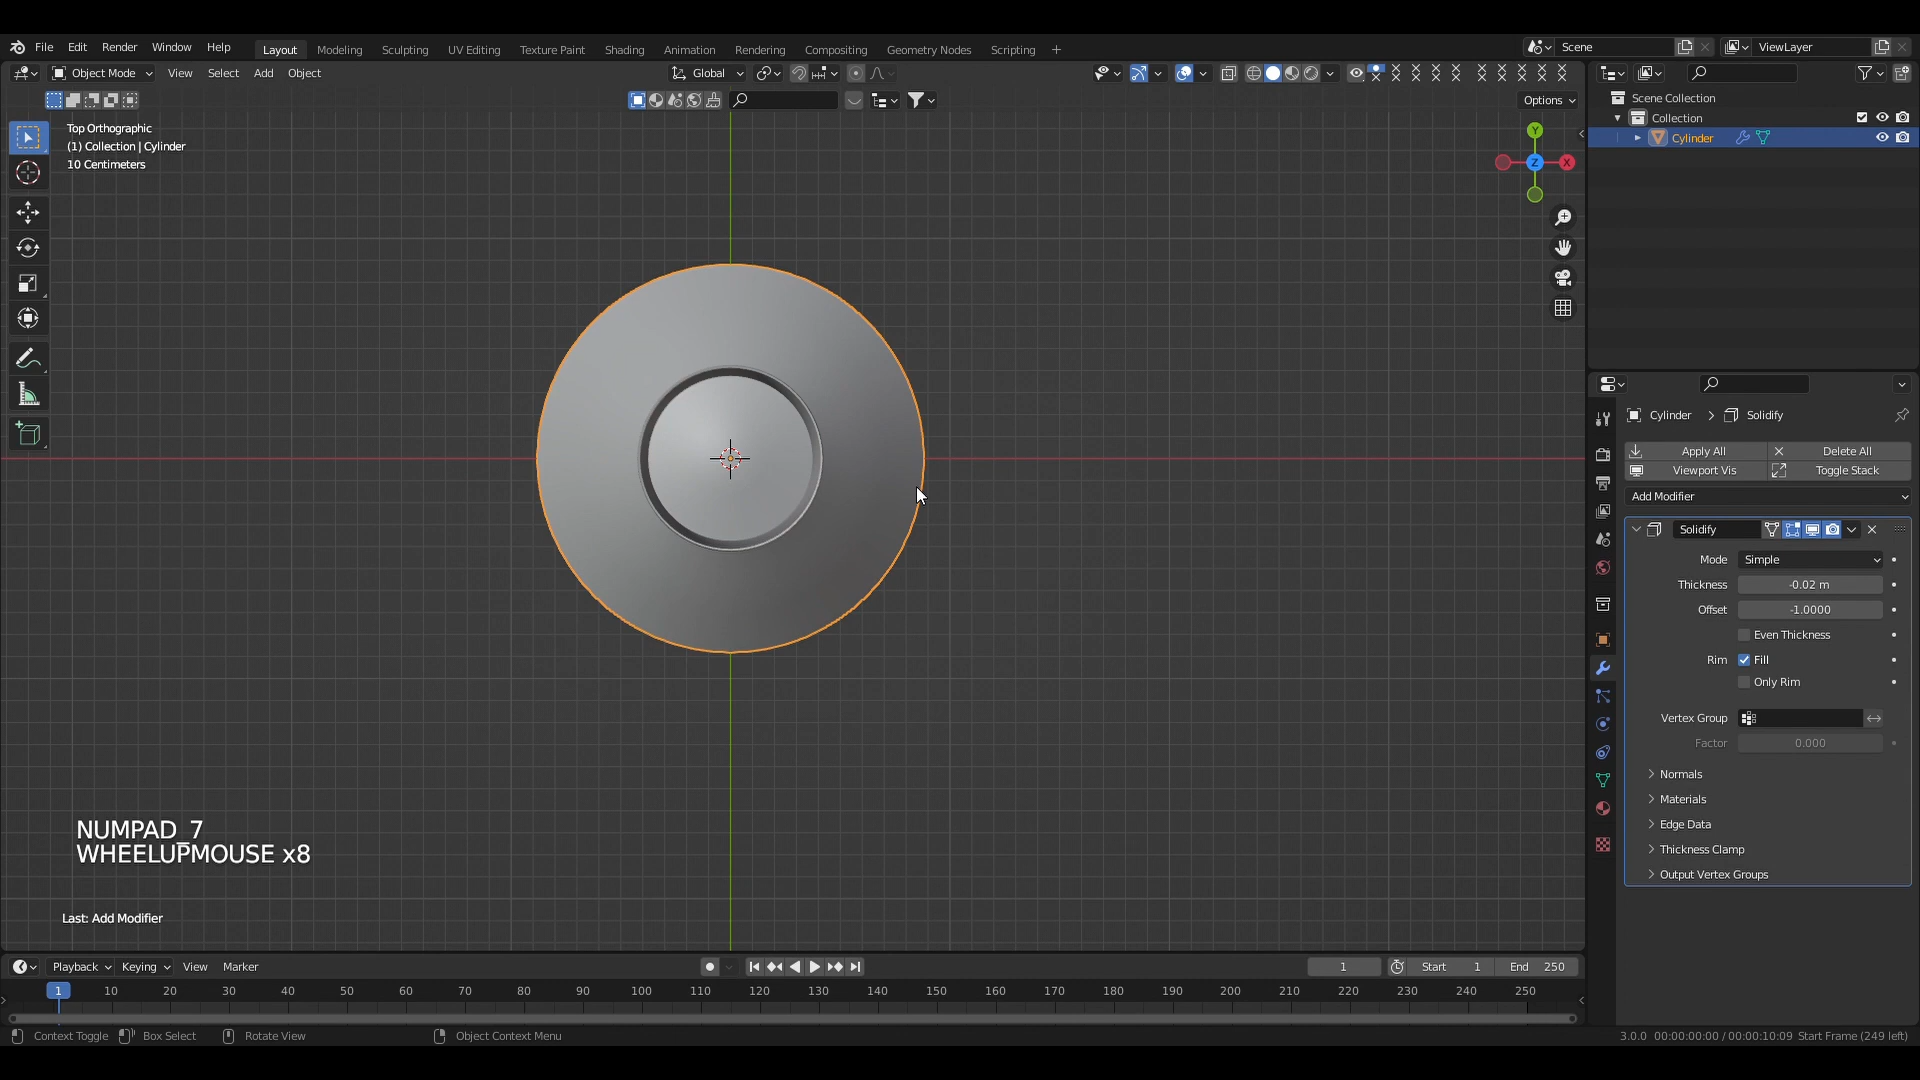 File Edit Render Window Help Layout Modeling Sculpting UV Editing Texture Paint Shading Animation Rendering Compositing Geometry Nodes Scripting + Scene ViewLayer
Object Mode View Select Add Object Global
Options
Top Orthographic
(1) Collection | Cylinder
10 Centimeters
Y
Z X
Scene Collection
Collection
Cylinder
Cylinder > Solidify
Apply All Delete All
Viewport Vis Toggle Stack
Add Modifier
Solidify
Mode Simple
Thickness -0.02 m
Offset -1.0000
Even Thickness
Rim Fill
Only Rim
Vertex Group
Factor 0.000
Normals
Materials
Edge Data
Thickness Clamp
Output Vertex Groups
NUMPAD_7
WHEELUPMOUSE x8
Last: Add Modifier
Playback Keying View Marker 1 Start 1 End 250
1 10 20 30 40 50 60 70 80 90 100 110 120 130 140 150 160 170 180 190 200 210 220 230 240 250
Context Toggle Box Select Rotate View Object Context Menu 3.0.0 00:00:00:00 / 00:00:10:09 Start Frame (249 left)